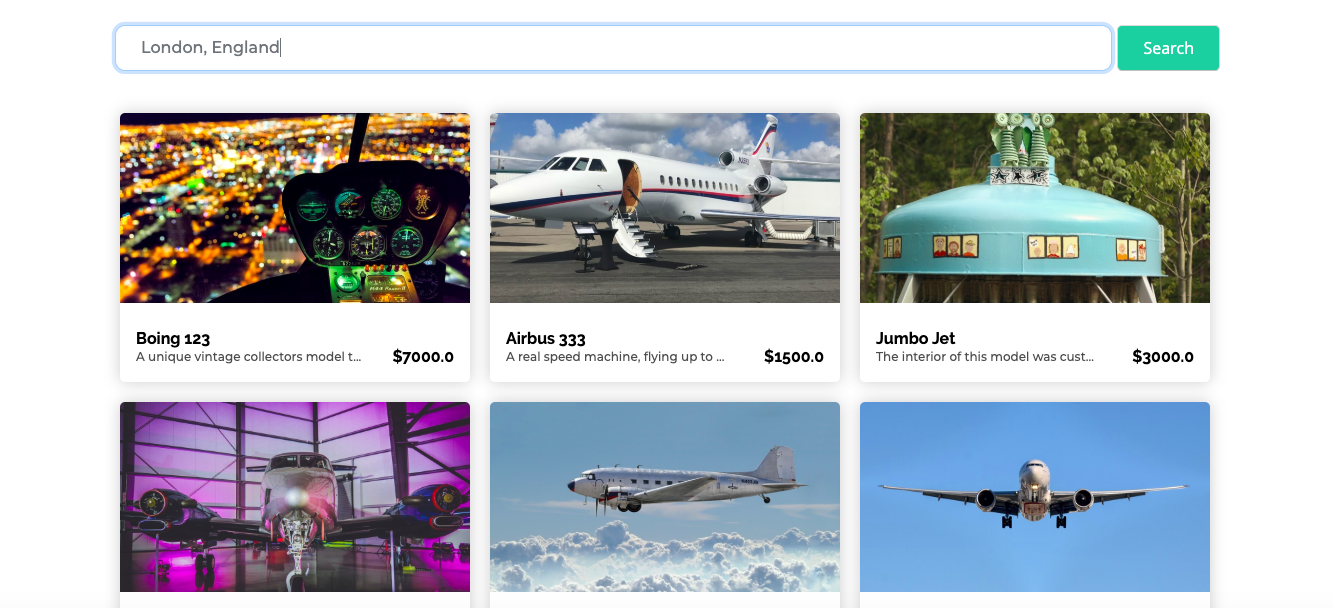 London, England
Search
Boing 123
A unique vintage collectors model t...
$7000.0
Airbus 333
A real speed machine, flying up to ...
$1500.0
Jumbo Jet
The interior of this model was cust...
$3000.0